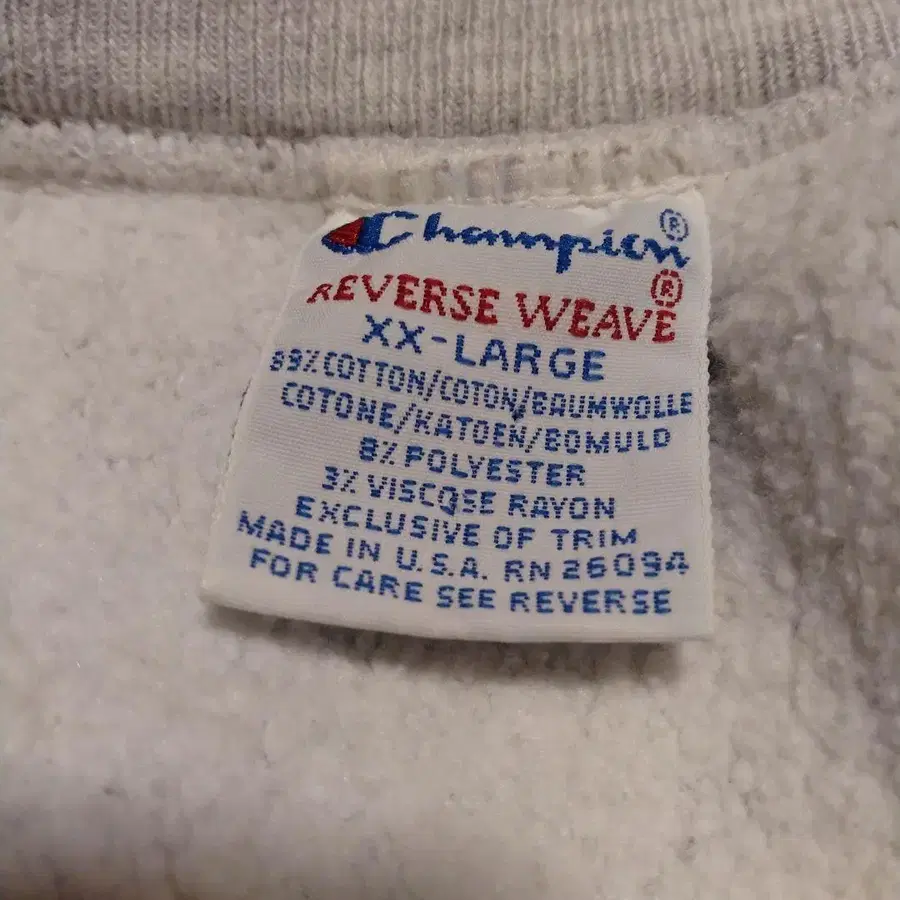 Champion®
REVERSE WEAVE®
XX-LARGE
89% COTTON/COTON/BAUMWOLLE
COTONE/KATOEN/BOMULD
8% POLYESTER
3% VISCOSE RAYON
EXCLUSIVE OF TRIM
MADE IN U.S.A. RN 26094
FOR CARE SEE REVERSE